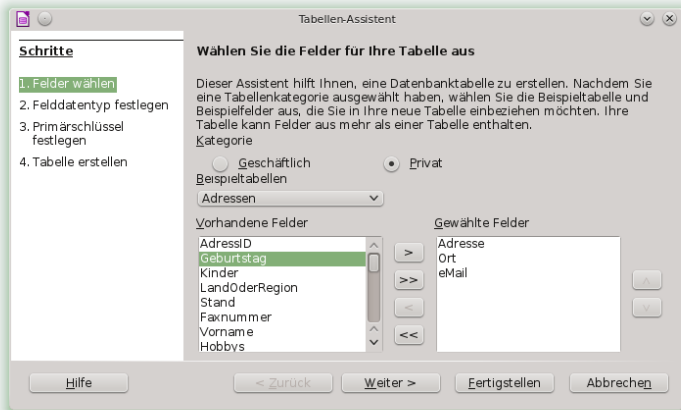 Tabellen-Assistent
Schritte
1. Felder wählen
2. Felddatentyp festlegen
3. Primärschlüssel
festlegen
4. Tabelle erstellen
Wählen Sie die Felder für Ihre Tabelle aus
Dieser Assistent hilft Ihnen, eine Datenbanktabelle zu erstellen. Nachdem Sie
eine Tabellenkategorie ausgewählt haben, wählen Sie die Beispieltabelle und
Beispielfelder aus, die Sie in Ihre neue Tabelle einbeziehen möchten. Ihre
Tabelle kann Felder aus mehr als einer Tabelle enthalten.
Kategorie
Geschäftlich
Privat
Beispieltabellen
Adressen
Vorhandene Felder
AdressID
Geburtstag
Kinder
LandOderRegion
Stand
Faxnummer
Vorname
Hobbys
>
>>
<
<<
Gewählte Felder
Adresse
Ort
eMail
Hilfe
< Zurück
Weiter >
Fertigstellen
Abbrechen